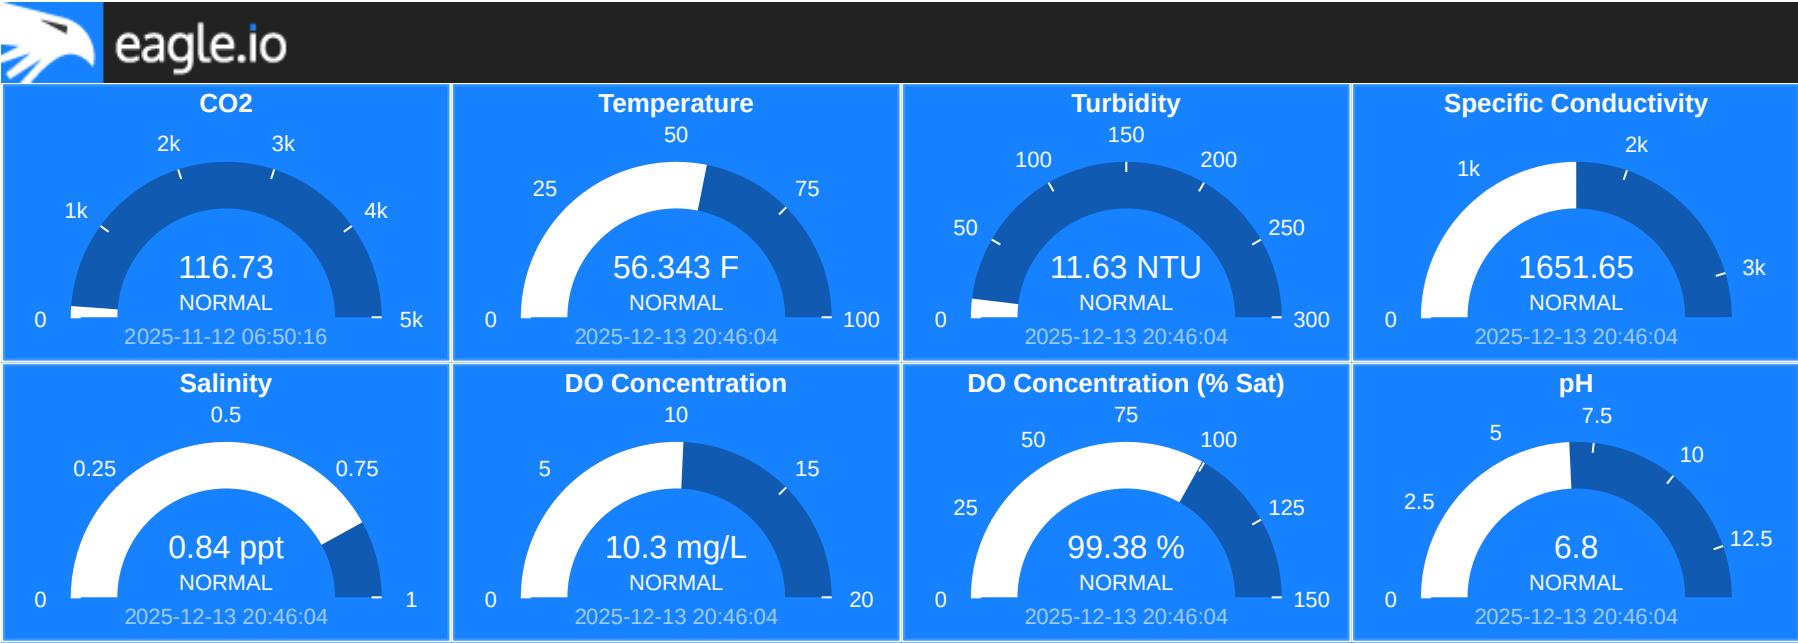 eagle.io
CO2
2k
3k
1k
4k
116.73
NORMAL
0
5k
2025-11-12 06:50:16
Temperature
50
25
75
56.343 F
NORMAL
0
100
2025-12-13 20:46:04
Turbidity
150
100
200
50
250
11.63 NTU
NORMAL
0
300
2025-12-13 20:46:04
Specific Conductivity
2k
1k
3k
1651.65
NORMAL
0
2025-12-13 20:46:04
Salinity
0.5
0.25
0.75
0.84 ppt
NORMAL
0
1
2025-12-13 20:46:04
DO Concentration
10
5
15
10.3 mg/L
NORMAL
0
20
2025-12-13 20:46:04
DO Concentration (% Sat)
75
50
100
25
125
99.38 %
NORMAL
0
150
2025-12-13 20:46:04
pH
7.5
5
10
2.5
12.5
6.8
NORMAL
0
2025-12-13 20:46:04